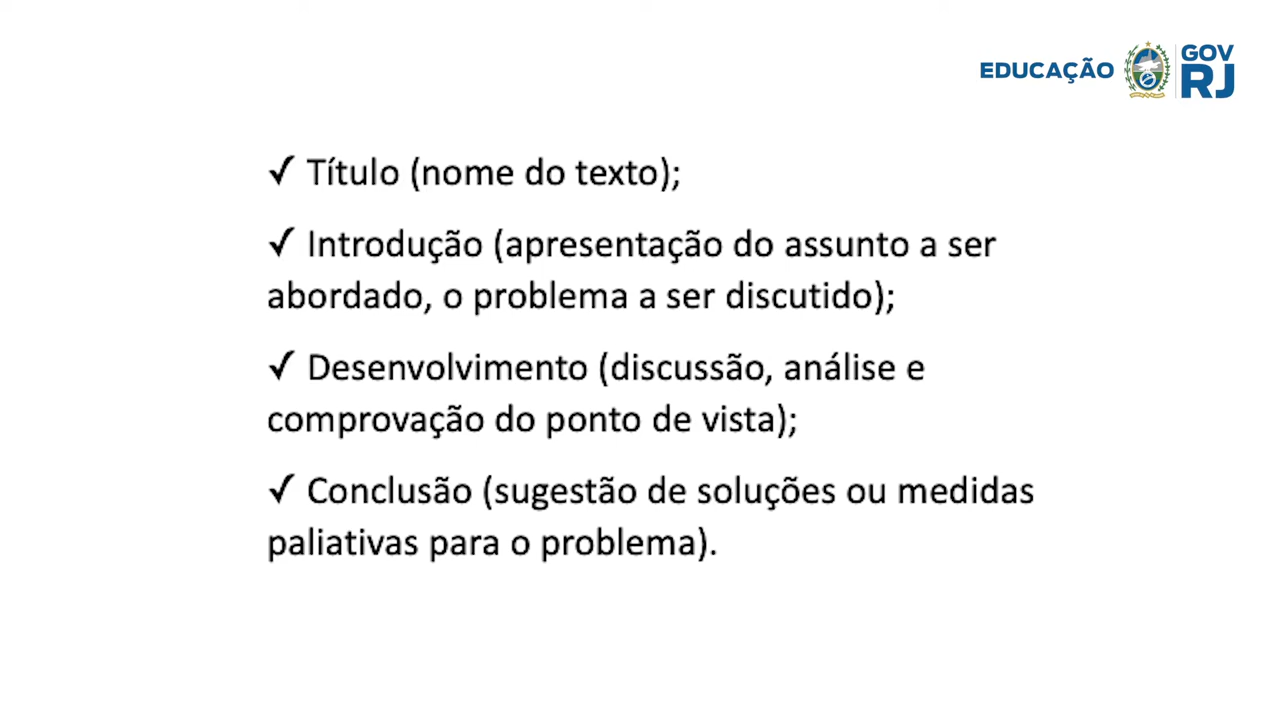 EDUCAÇÃO
GOV
RJ
✓ Título (nome do texto);
✓ Introdução (apresentação do assunto a ser
abordado, o problema a ser discutido);
✓ Desenvolvimento (discussão, análise e
comprovação do ponto de vista);
✓ Conclusão (sugestão de soluções ou medidas
paliativas para o problema).